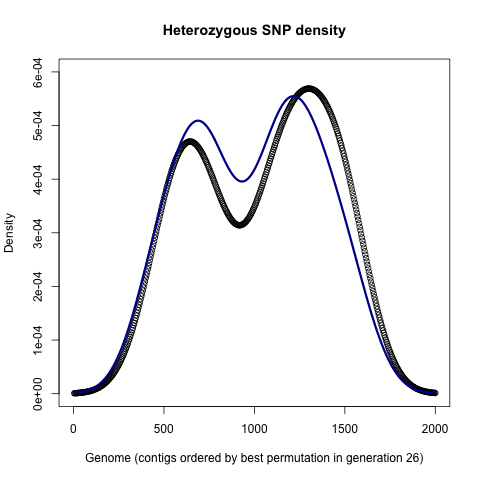 Heterozygous SNP density
Density
6e-04
5e-04
4e-04
3e-04
2e-04
1e-04
0e+00
0 500 1000 1500 2000
Genome (contigs ordered by best permutation in generation 26)